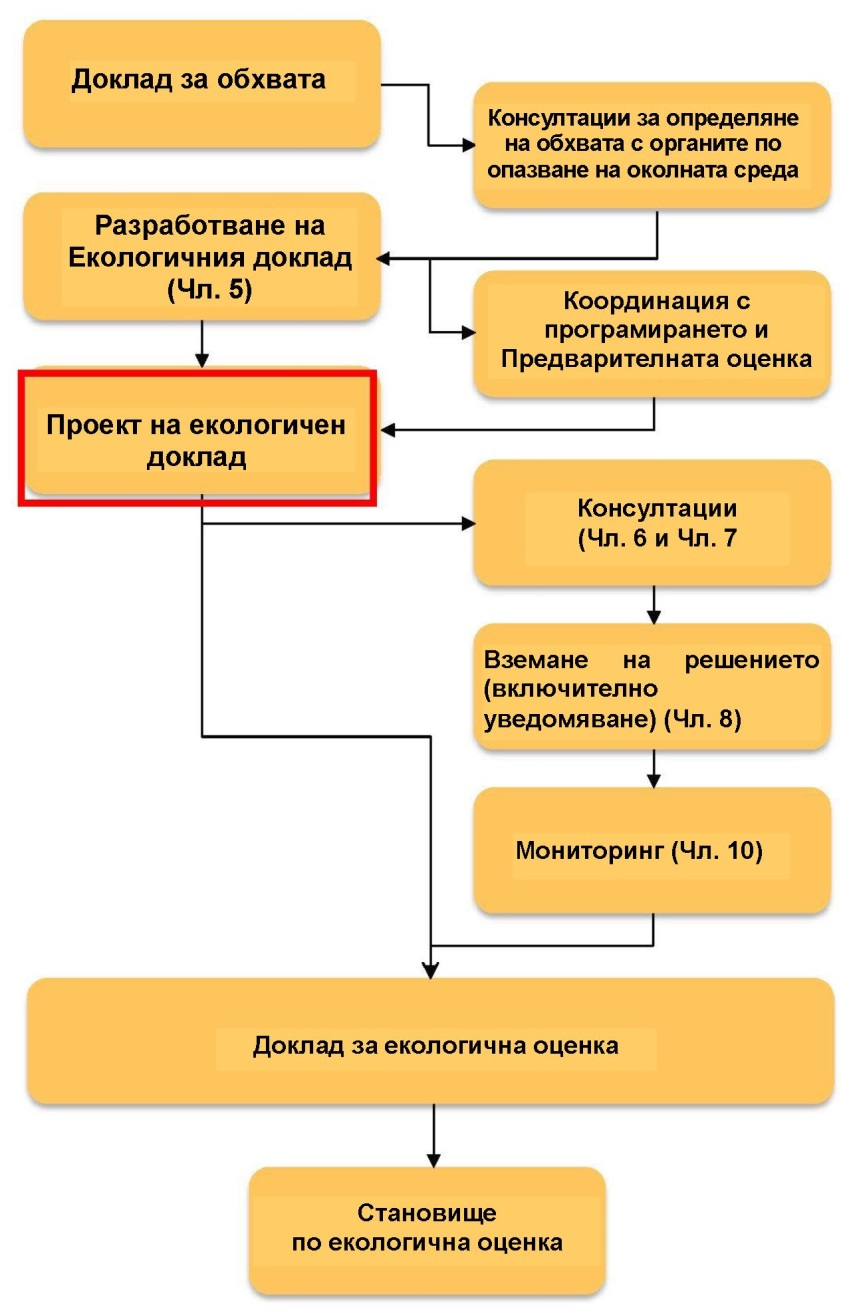 Доклад за обхвата
Консултации за определяне
на обхвата с органите по
опазване на околната среда
Разработване на
Екологичния доклад
(Чл. 5)
Координация с
програмирането и
Предварителната оценка
Проект на екологичен
доклад
Консултации
(Чл. 6 и Чл. 7
Вземане на решението
(включително
уведомяване) (Чл. 8)
Мониторинг (Чл. 10)
Доклад за екологична оценка
Становище
по екологична оценка